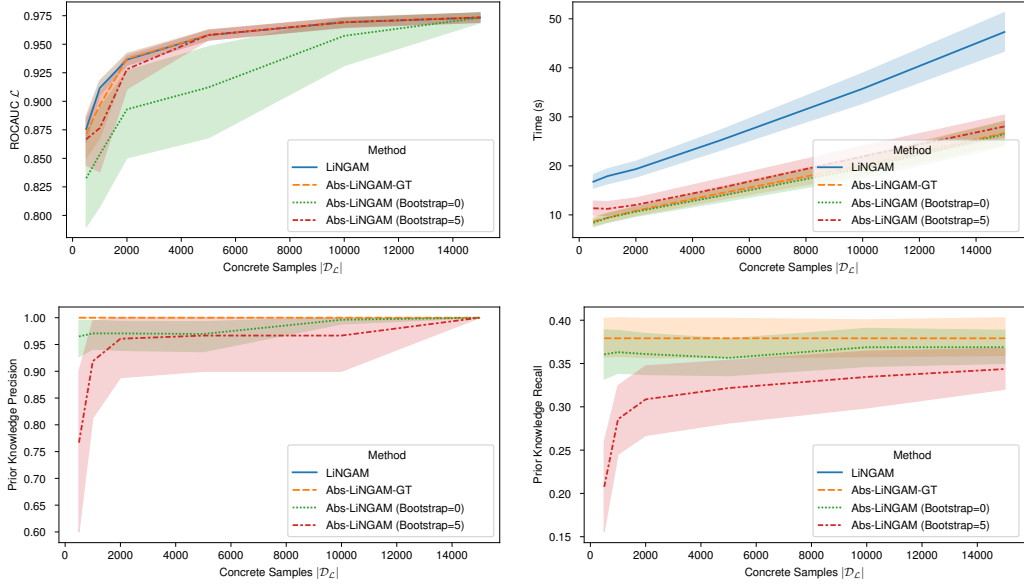 ROCAUC ℒ
0.975
0.950
0.925
0.900
0.875
0.850
0.825
0.800
0 2000 4000 6000 8000 10000 12000 14000
Concrete Samples |𝒟ℒ|
Method
LiNGAM
Abs-LiNGAM-GT
Abs-LiNGAM (Bootstrap=0)
Abs-LiNGAM (Bootstrap=5)
Time (s)
50
40
30
20
10
0 2000 4000 6000 8000 10000 12000 14000
Concrete Samples |𝒟ℒ|
Method
LiNGAM
Abs-LiNGAM-GT
Abs-LiNGAM (Bootstrap=0)
Abs-LiNGAM (Bootstrap=5)
Prior Knowledge Precision
1.00
0.95
0.90
0.85
0.80
0.75
0.70
0.65
0.60
0 2000 4000 6000 8000 10000 12000 14000
Concrete Samples |𝒟ℒ|
Method
LiNGAM
Abs-LiNGAM-GT
Abs-LiNGAM (Bootstrap=0)
Abs-LiNGAM (Bootstrap=5)
Prior Knowledge Recall
0.40
0.35
0.30
0.25
0.20
0.15
0 2000 4000 6000 8000 10000 12000 14000
Concrete Samples |𝒟ℒ|
Method
LiNGAM
Abs-LiNGAM-GT
Abs-LiNGAM (Bootstrap=0)
Abs-LiNGAM (Bootstrap=5)